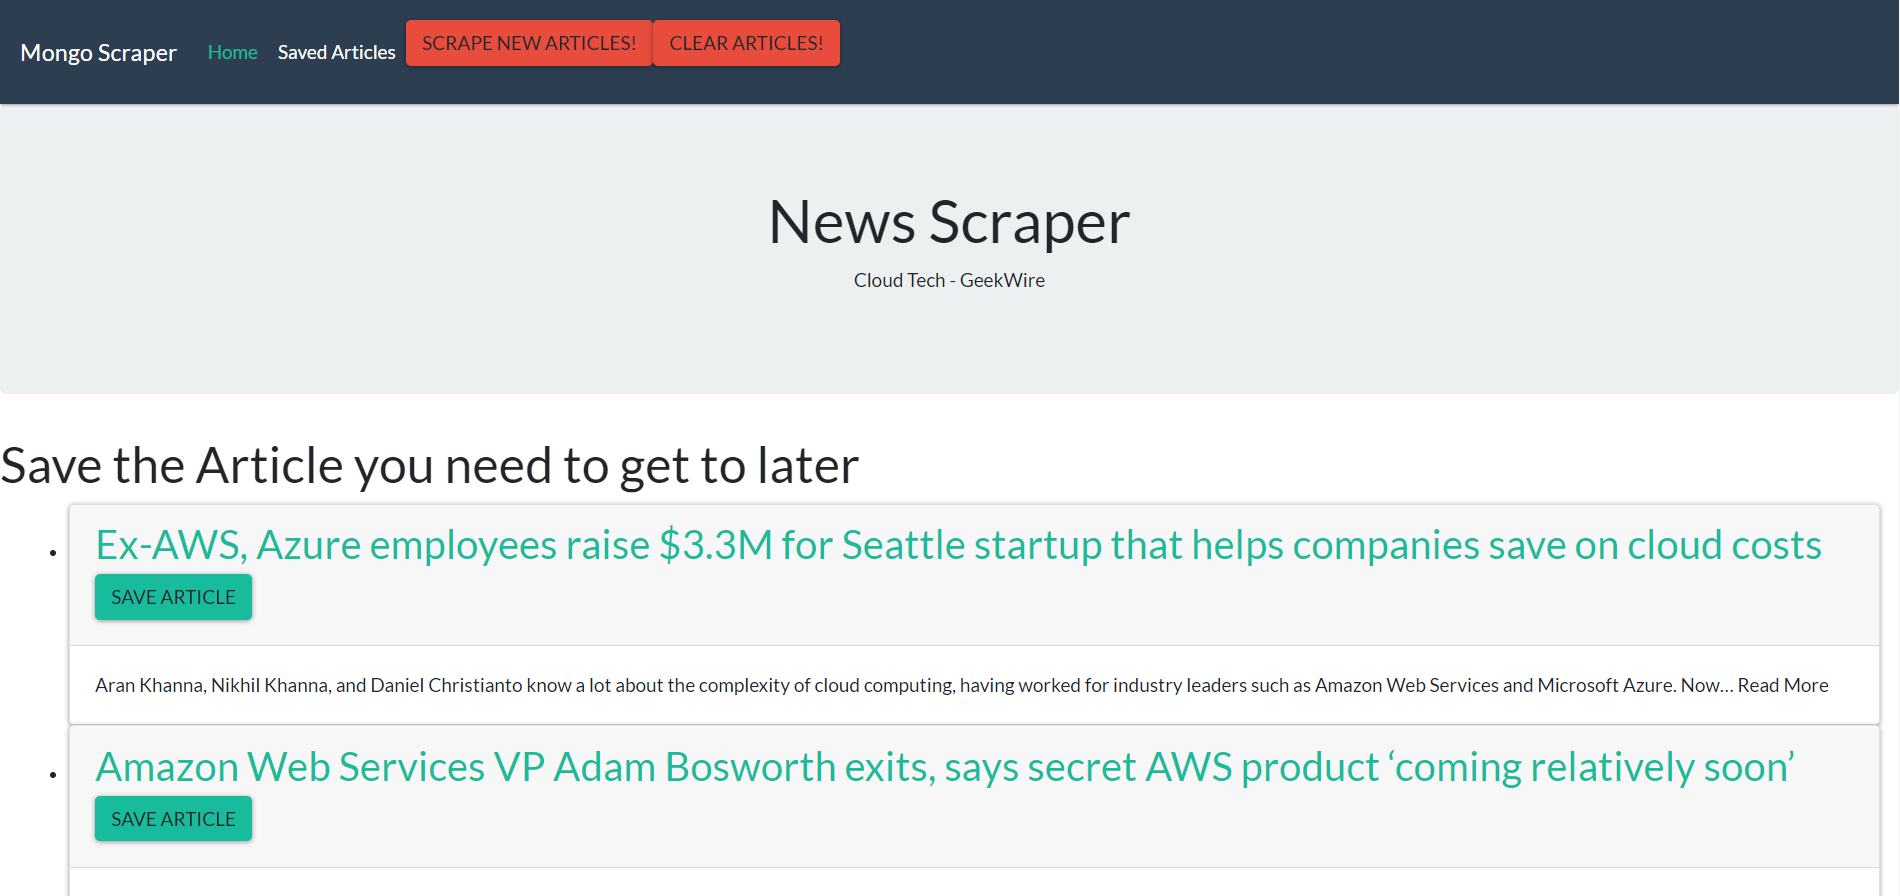 Mongo Scraper Home Saved Articles SCRAPE NEW ARTICLES! CLEAR ARTICLES!
News Scraper
Cloud Tech - GeekWire
Save the Article you need to get to later
Ex-AWS, Azure employees raise $3.3M for Seattle startup that helps companies save on cloud costs
SAVE ARTICLE
Aran Khanna, Nikhil Khanna, and Daniel Christianto know a lot about the complexity of cloud computing, having worked for industry leaders such as Amazon Web Services and Microsoft Azure. Now… Read More
Amazon Web Services VP Adam Bosworth exits, says secret AWS product ‘coming relatively soon’
SAVE ARTICLE